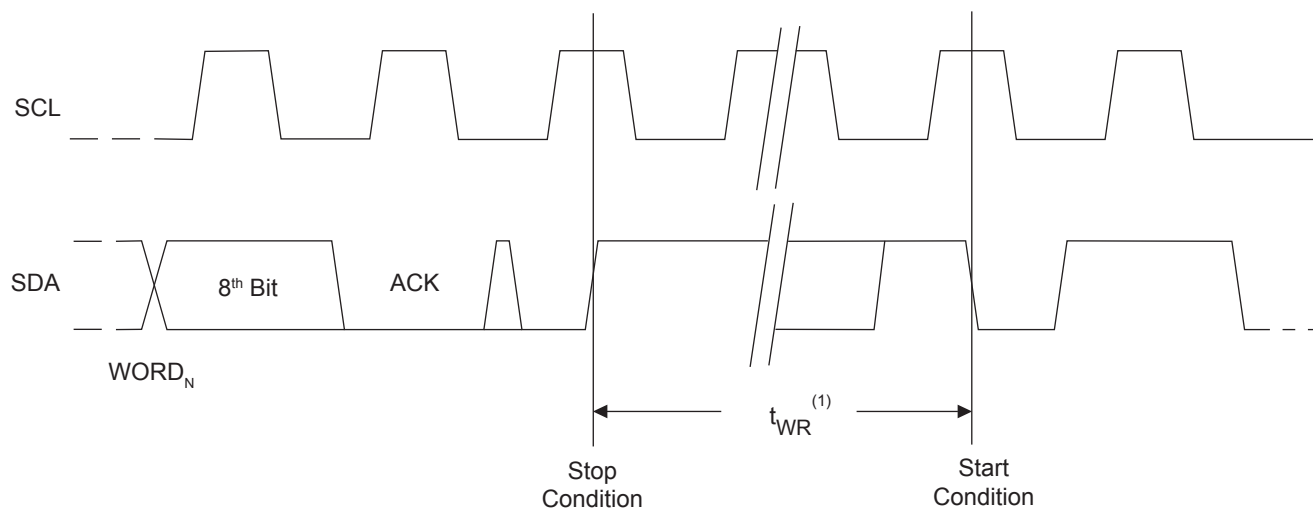 SCL
SDA
8th Bit
ACK
WORDN
tWR(1)
Stop
Condition
Start
Condition